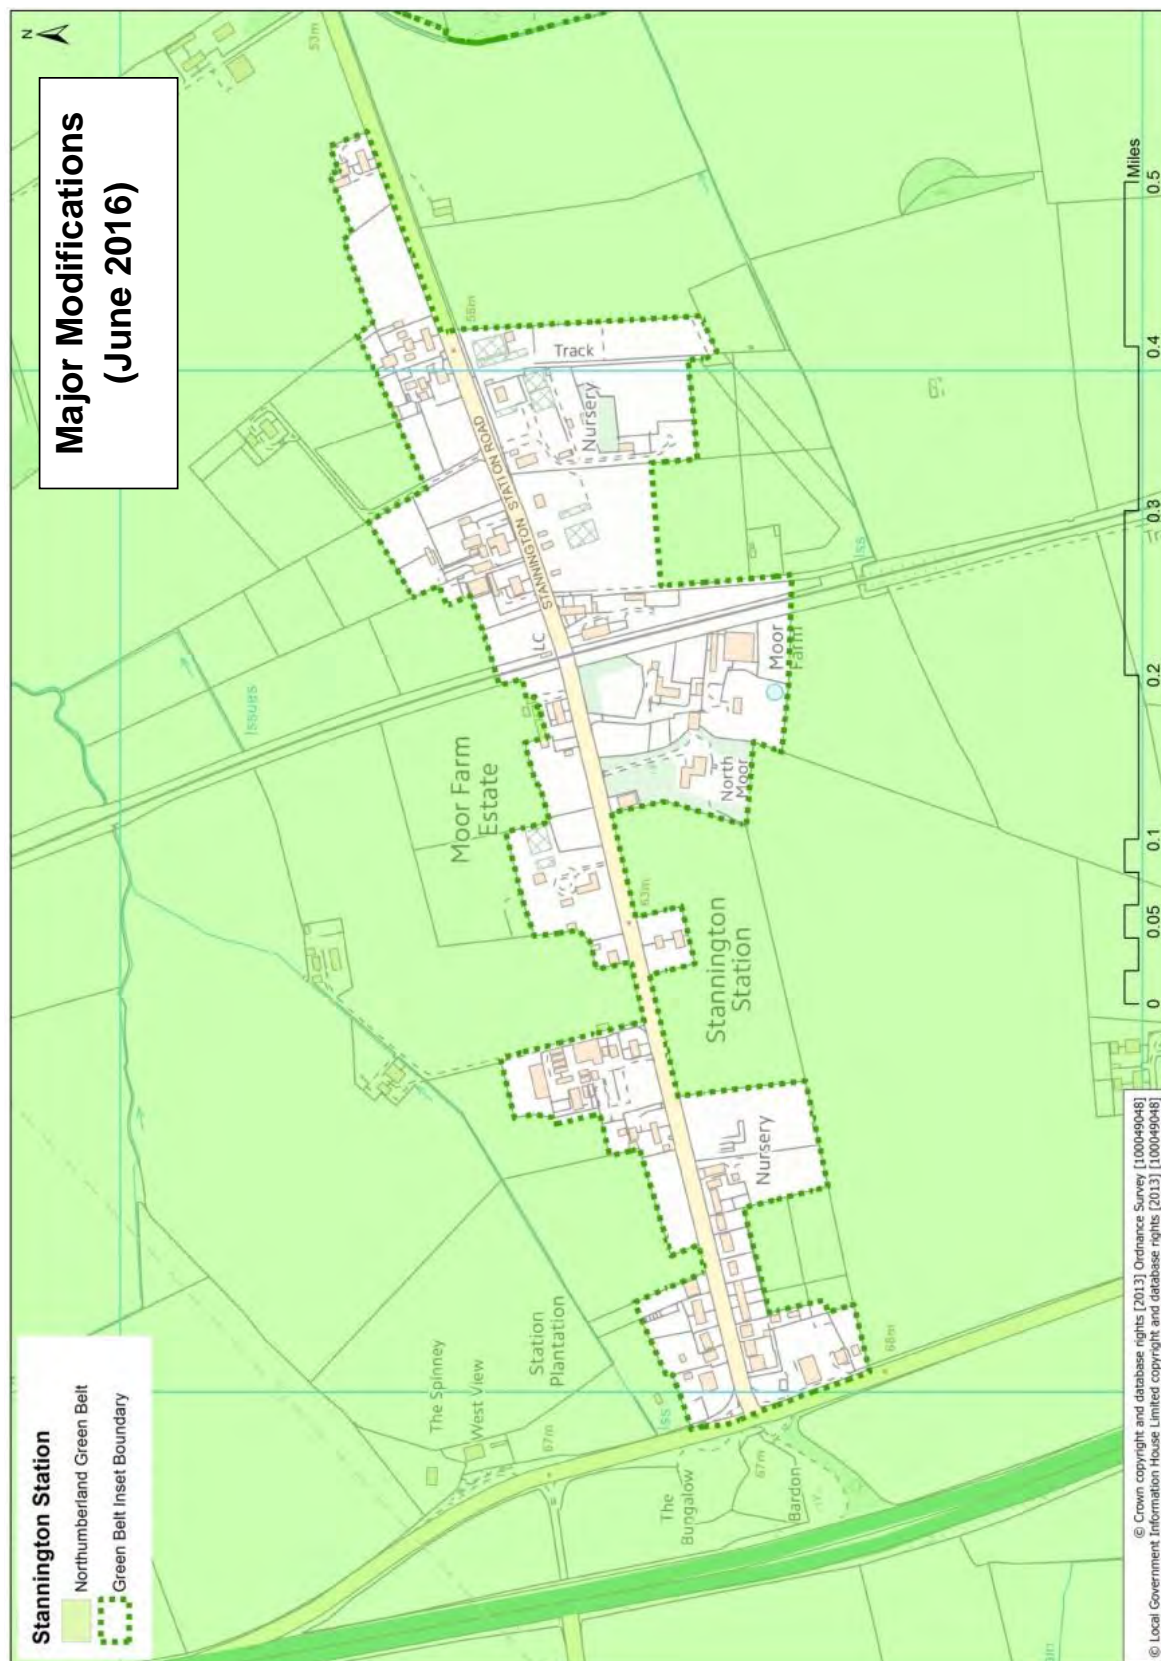 Major Modifications
(June 2016)
Stannington Station
Northumberland Green Belt
Green Belt Inset Boundary
N
53m
58m
Track
Nursery
STANNINGTON STATION ROAD
LC
Issues
Iss
Moor Farm
Estate
Moor
Farm
North
Moor
63m
Stannington
Station
Nursery
Station
Plantation
The Spinney
West View
67m
Iss
The
Bungalow
67m
Bardon
68m
Miles
0 0.05 0.1 0.2 0.3 0.4 0.5
© Crown copyright and database rights [2013] Ordnance Survey [100049048]
© Local Government Information House Limited copyright and database rights [2013] [100049048]